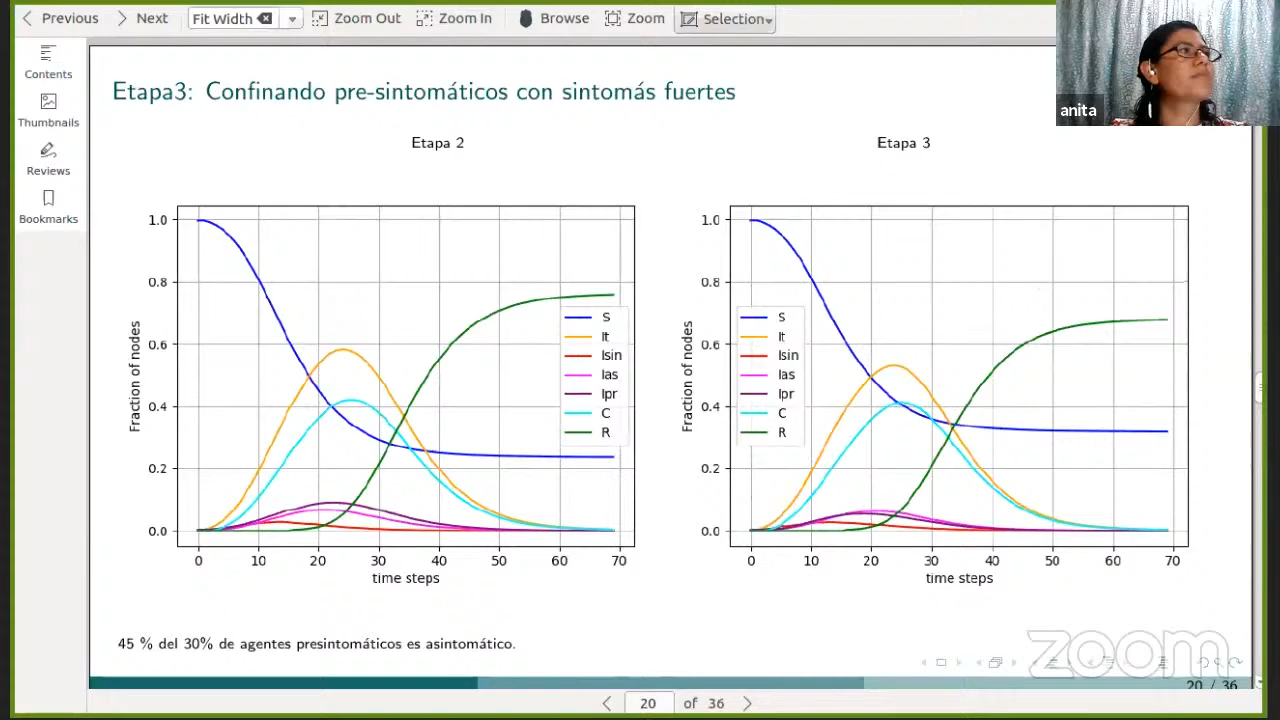 Previous Next Fit Width Zoom Out Zoom In Browse Zoom Selection
Contents
Thumbnails
Reviews
Bookmarks
anita
Etapa3: Confinando pre-sintomáticos con sintomás fuertes
Etapa 2
Fraction of nodes
1.0
0.8
0.6
0.4
0.2
0.0
S
It
Isin
Ias
Ipr
C
R
0 10 20 30 40 50 60 70
time steps
Etapa 3
Fraction of nodes
1.0
0.8
0.6
0.4
0.2
0.0
S
It
Isin
Ias
Ipr
C
R
0 10 20 30 40 50 60 70
time steps
45 % del 30% de agentes presintomáticos es asintomático.
zoom
20 / 36
20 of 36